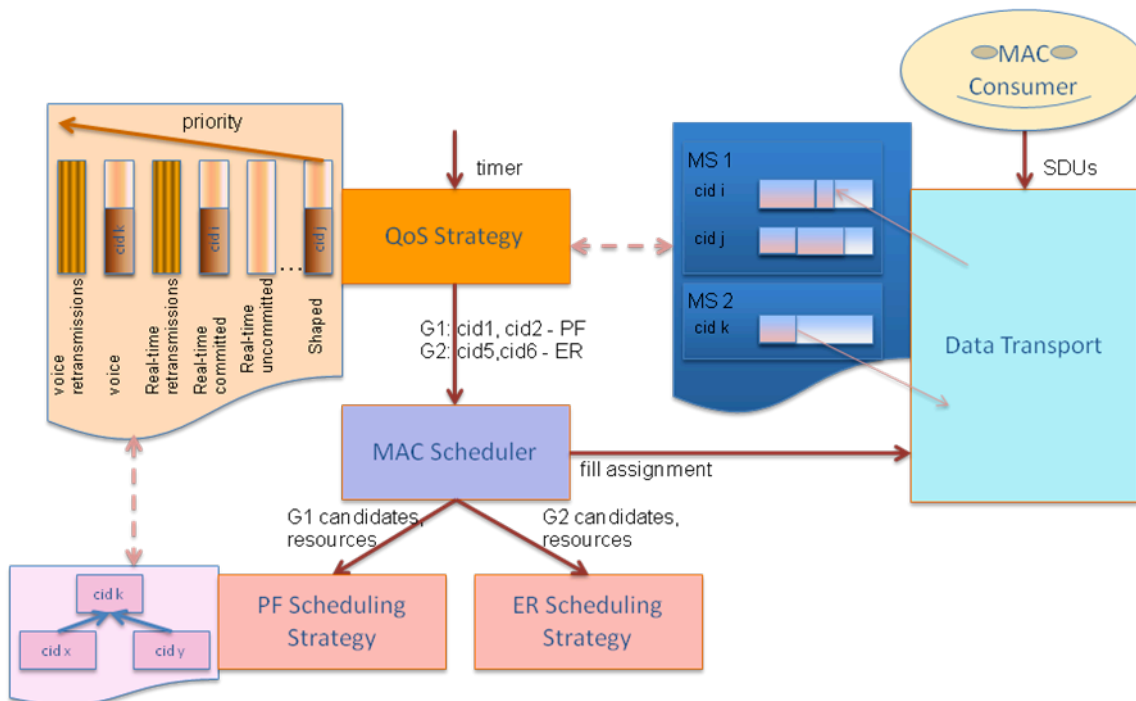 MAC
Consumer
priority
timer
SDUs
MS 1
cid i
cid j
MS 2
cid k
cid k
cid i
cid j
...
QoS Strategy
voice
retransmissions
voice
Real-time
retransmissions
Real-time
committed
Real-time
uncommitted
Shaped
G1: cid1, cid2 - PF
G2: cid5,cid6 - ER
Data Transport
MAC Scheduler
fill assignment
G1 candidates,
resources
G2 candidates,
resources
cid k
cid x
cid y
PF Scheduling
Strategy
ER Scheduling
Strategy